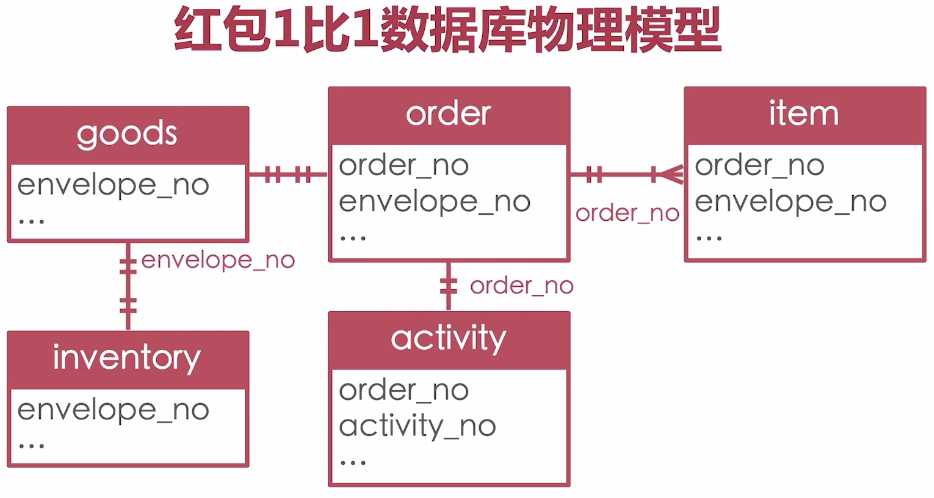 红包1比1数据库物理模型
goods
envelope_no
...
order
order_no
envelope_no
...
item
order_no
envelope_no
...
order_no
envelope_no
order_no
inventory
envelope_no
...
activity
order_no
activity_no
...